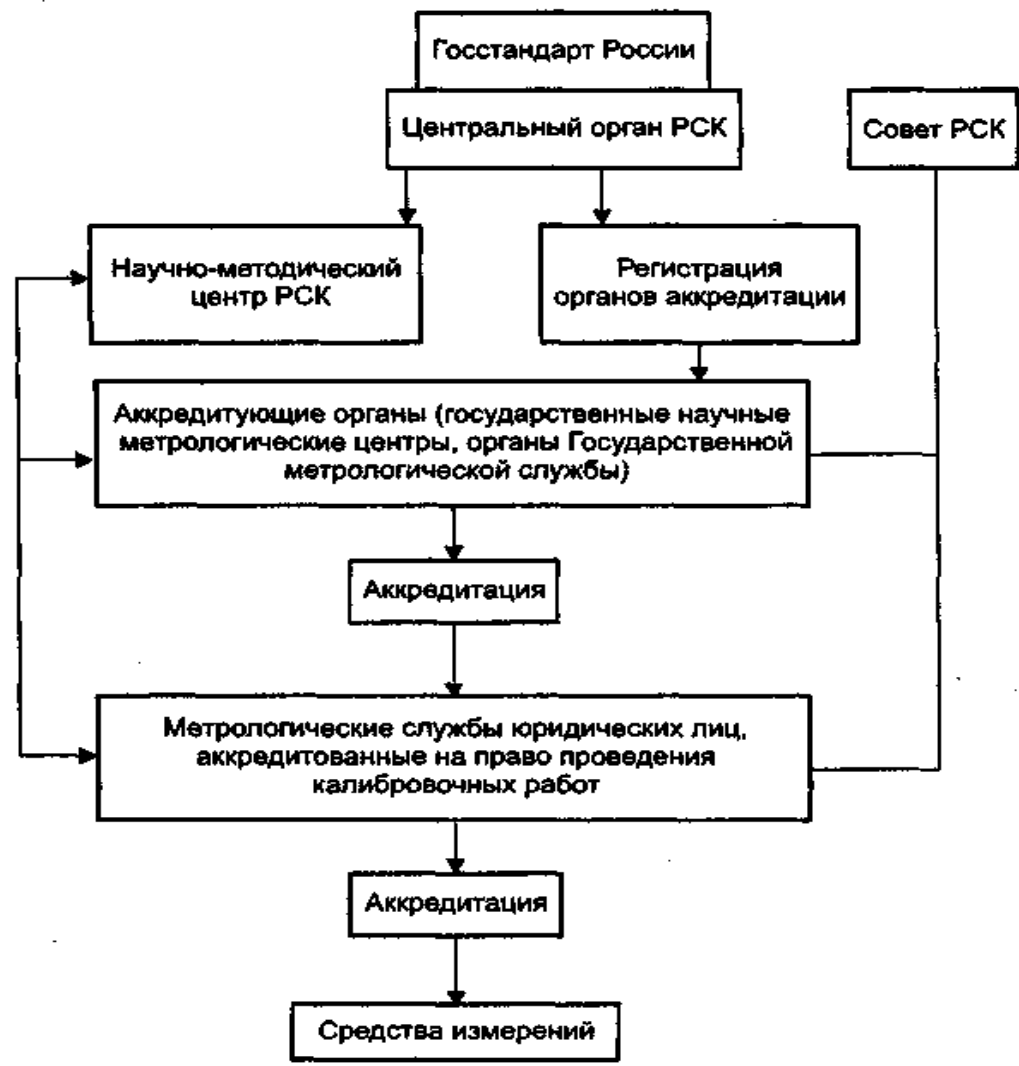 Госстандарт России
Центральный орган РСК
Совет РСК
Научно-методический
центр РСК
Регистрация
органов аккредитации
Аккредитующие органы (государственные научные
метрологические центры, органы Государственной
метрологической службы)
Аккредитация
Метрологические службы юридических лиц,
аккредитованные на право проведения
калибровочных работ
Аккредитация
Средства измерений